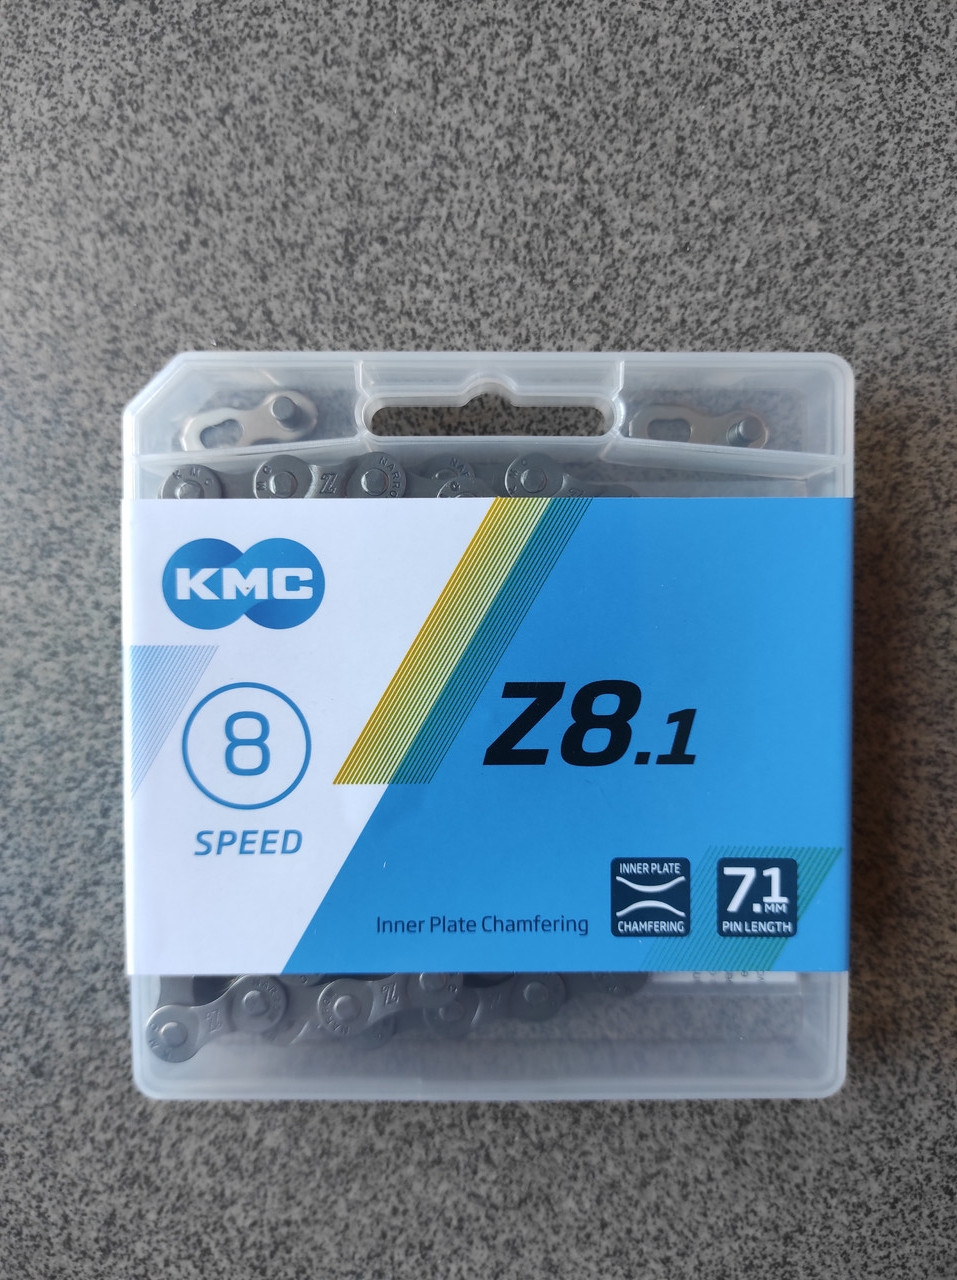 KMC
8
SPEED
Z8.1
Inner Plate Chamfering
INNER PLATE
CHAMFERING
7.1
MM
PIN LENGTH